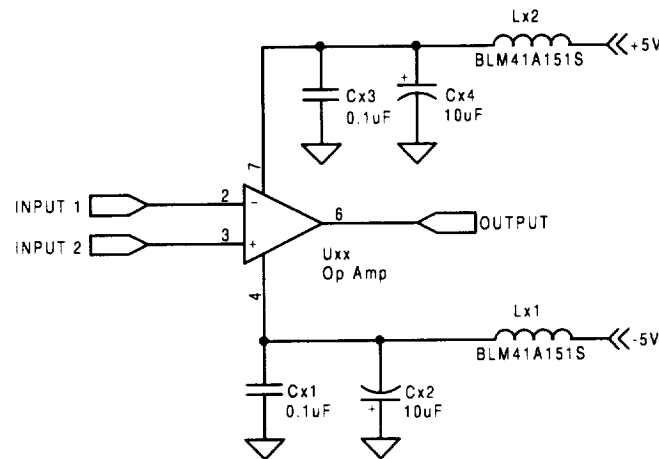 Lx2
BLM41A151S
+5V
+
Cx3
0.1uF
Cx4
10uF
7
INPUT 1
2
-
6
OUTPUT
INPUT 2
3
+
Uxx
Op Amp
4
Lx1
BLM41A151S
-5V
Cx1
0.1uF
Cx2
10uF
+